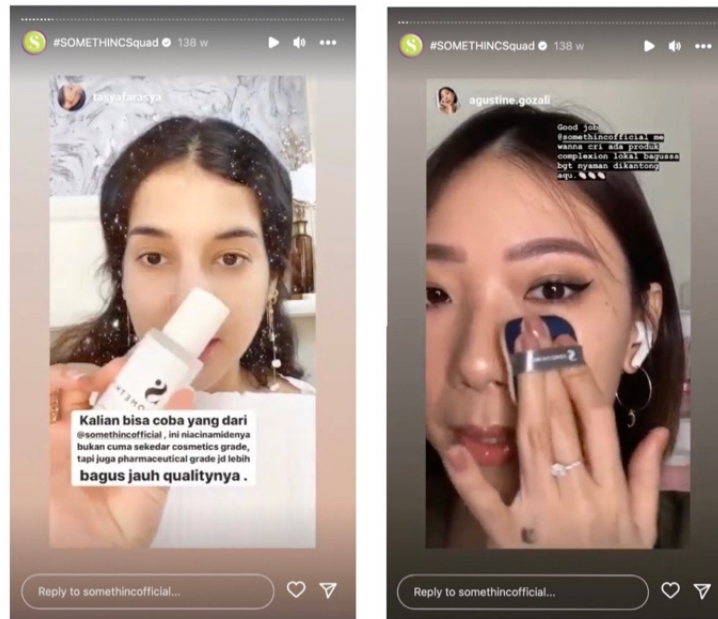 #SOMETHINCSquad 138 w
tasyafarasya
Kalian bisa coba yang dari
@somethincofficial , ini niacinamidenya
bukan cuma sekedar cosmetics grade,
tapi juga pharmaceutical grade jd lebih
bagus jauh qualitynya .
Reply to somethincofficial...
#SOMETHINCSquad 138 w
agustine.gozali
Good job
@somethincofficial me
wanna cri ada produk
complexion lokal bagusss
bgt nyaman dikantong
aqu.
Reply to somethincofficial...